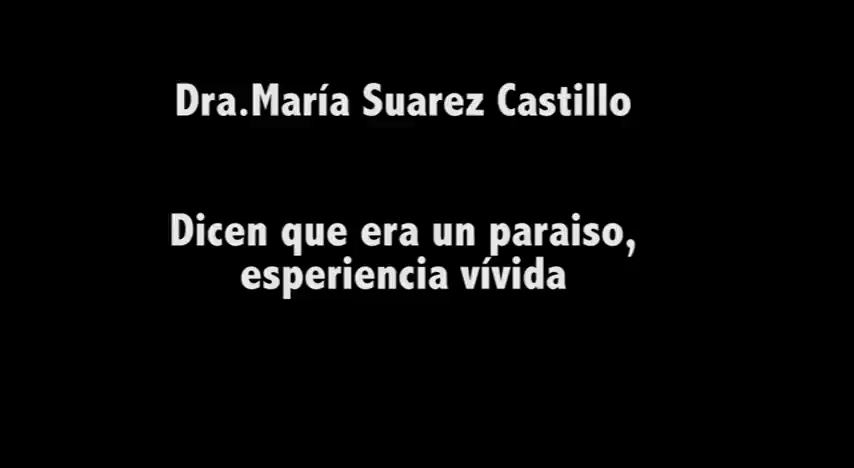 Dra.María Suarez Castillo
Dicen que era un paraiso,
esperiencia vívida